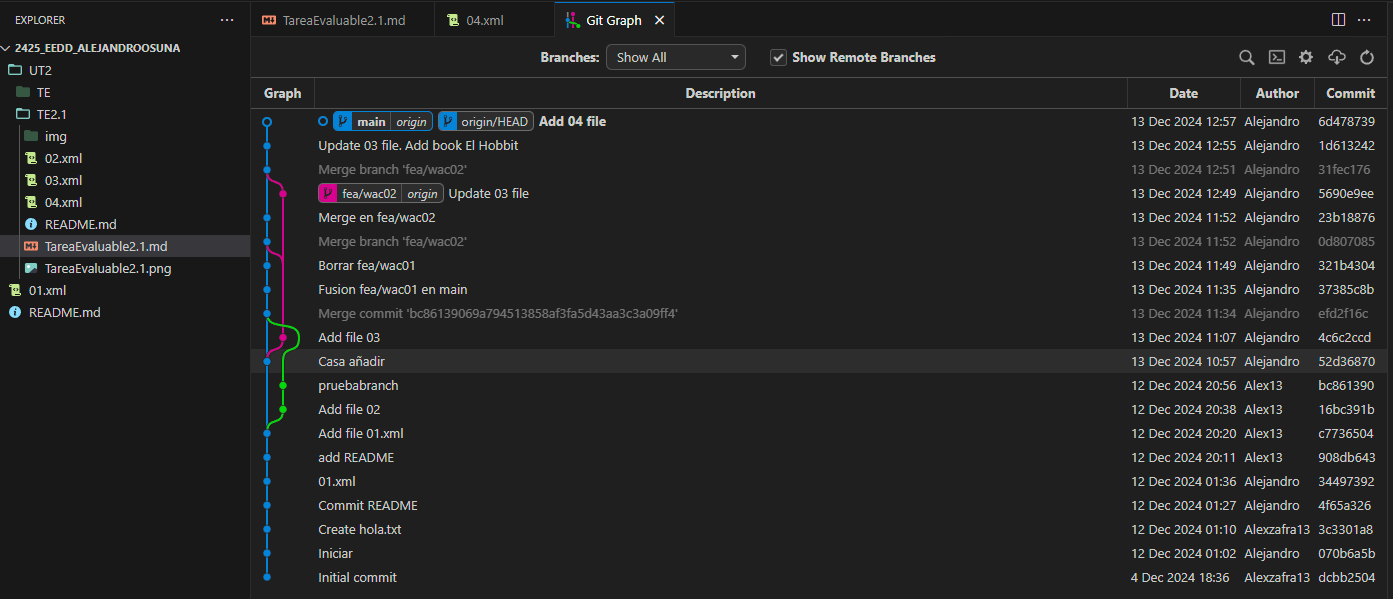 EXPLORER
2425_EEDD_ALEJANDROOSUNA
UT2
TE
TE2.1
img
02.xml
03.xml
04.xml
README.md
TareaEvaluable2.1.md
TareaEvaluable2.1.png
01.xml
README.md
TareaEvaluable2.1.md 04.xml Git Graph
Branches: Show All Show Remote Branches
Graph Description Date Author Commit
main origin origin/HEAD Add 04 file 13 Dec 2024 12:57 Alejandro 6d478739
Update 03 file. Add book El Hobbit 13 Dec 2024 12:55 Alejandro 1d613242
Merge branch 'fea/wac02' 13 Dec 2024 12:51 Alejandro 31fec176
fea/wac02 origin Update 03 file 13 Dec 2024 12:49 Alejandro 5690e9ee
Merge en fea/wac02 13 Dec 2024 11:52 Alejandro 23b18876
Merge branch 'fea/wac02' 13 Dec 2024 11:52 Alejandro 0d807085
Borrar fea/wac01 13 Dec 2024 11:49 Alejandro 321b4304
Fusion fea/wac01 en main 13 Dec 2024 11:35 Alejandro 37385c8b
Merge commit 'bc86139069a794513858af3fa5d43aa3c3a09ff4' 13 Dec 2024 11:34 Alejandro efd2f16c
Add file 03 13 Dec 2024 11:07 Alejandro 4c6c2ccd
Casa añadir 13 Dec 2024 10:57 Alejandro 52d36870
pruebabranch 12 Dec 2024 20:56 Alex13 bc861390
Add file 02 12 Dec 2024 20:38 Alex13 16bc391b
Add file 01.xml 12 Dec 2024 20:20 Alex13 c7736504
add README 12 Dec 2024 20:11 Alex13 908db643
01.xml 12 Dec 2024 01:36 Alejandro 34497392
Commit README 12 Dec 2024 01:27 Alejandro 4f65a326
Create hola.txt 12 Dec 2024 01:10 Alexzafra13 3c3301a8
Iniciar 12 Dec 2024 01:02 Alejandro 070b6a5b
Initial commit 4 Dec 2024 18:36 Alexzafra13 dcbb2504